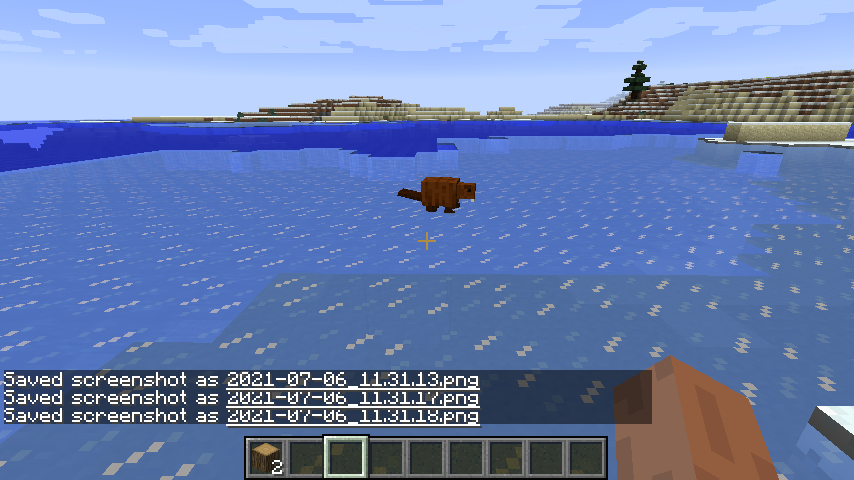 Saved screenshot as 2021-07-06_11.31.13.png
Saved screenshot as 2021-07-06_11.31.17.png
Saved screenshot as 2021-07-06_11.31.18.png
2